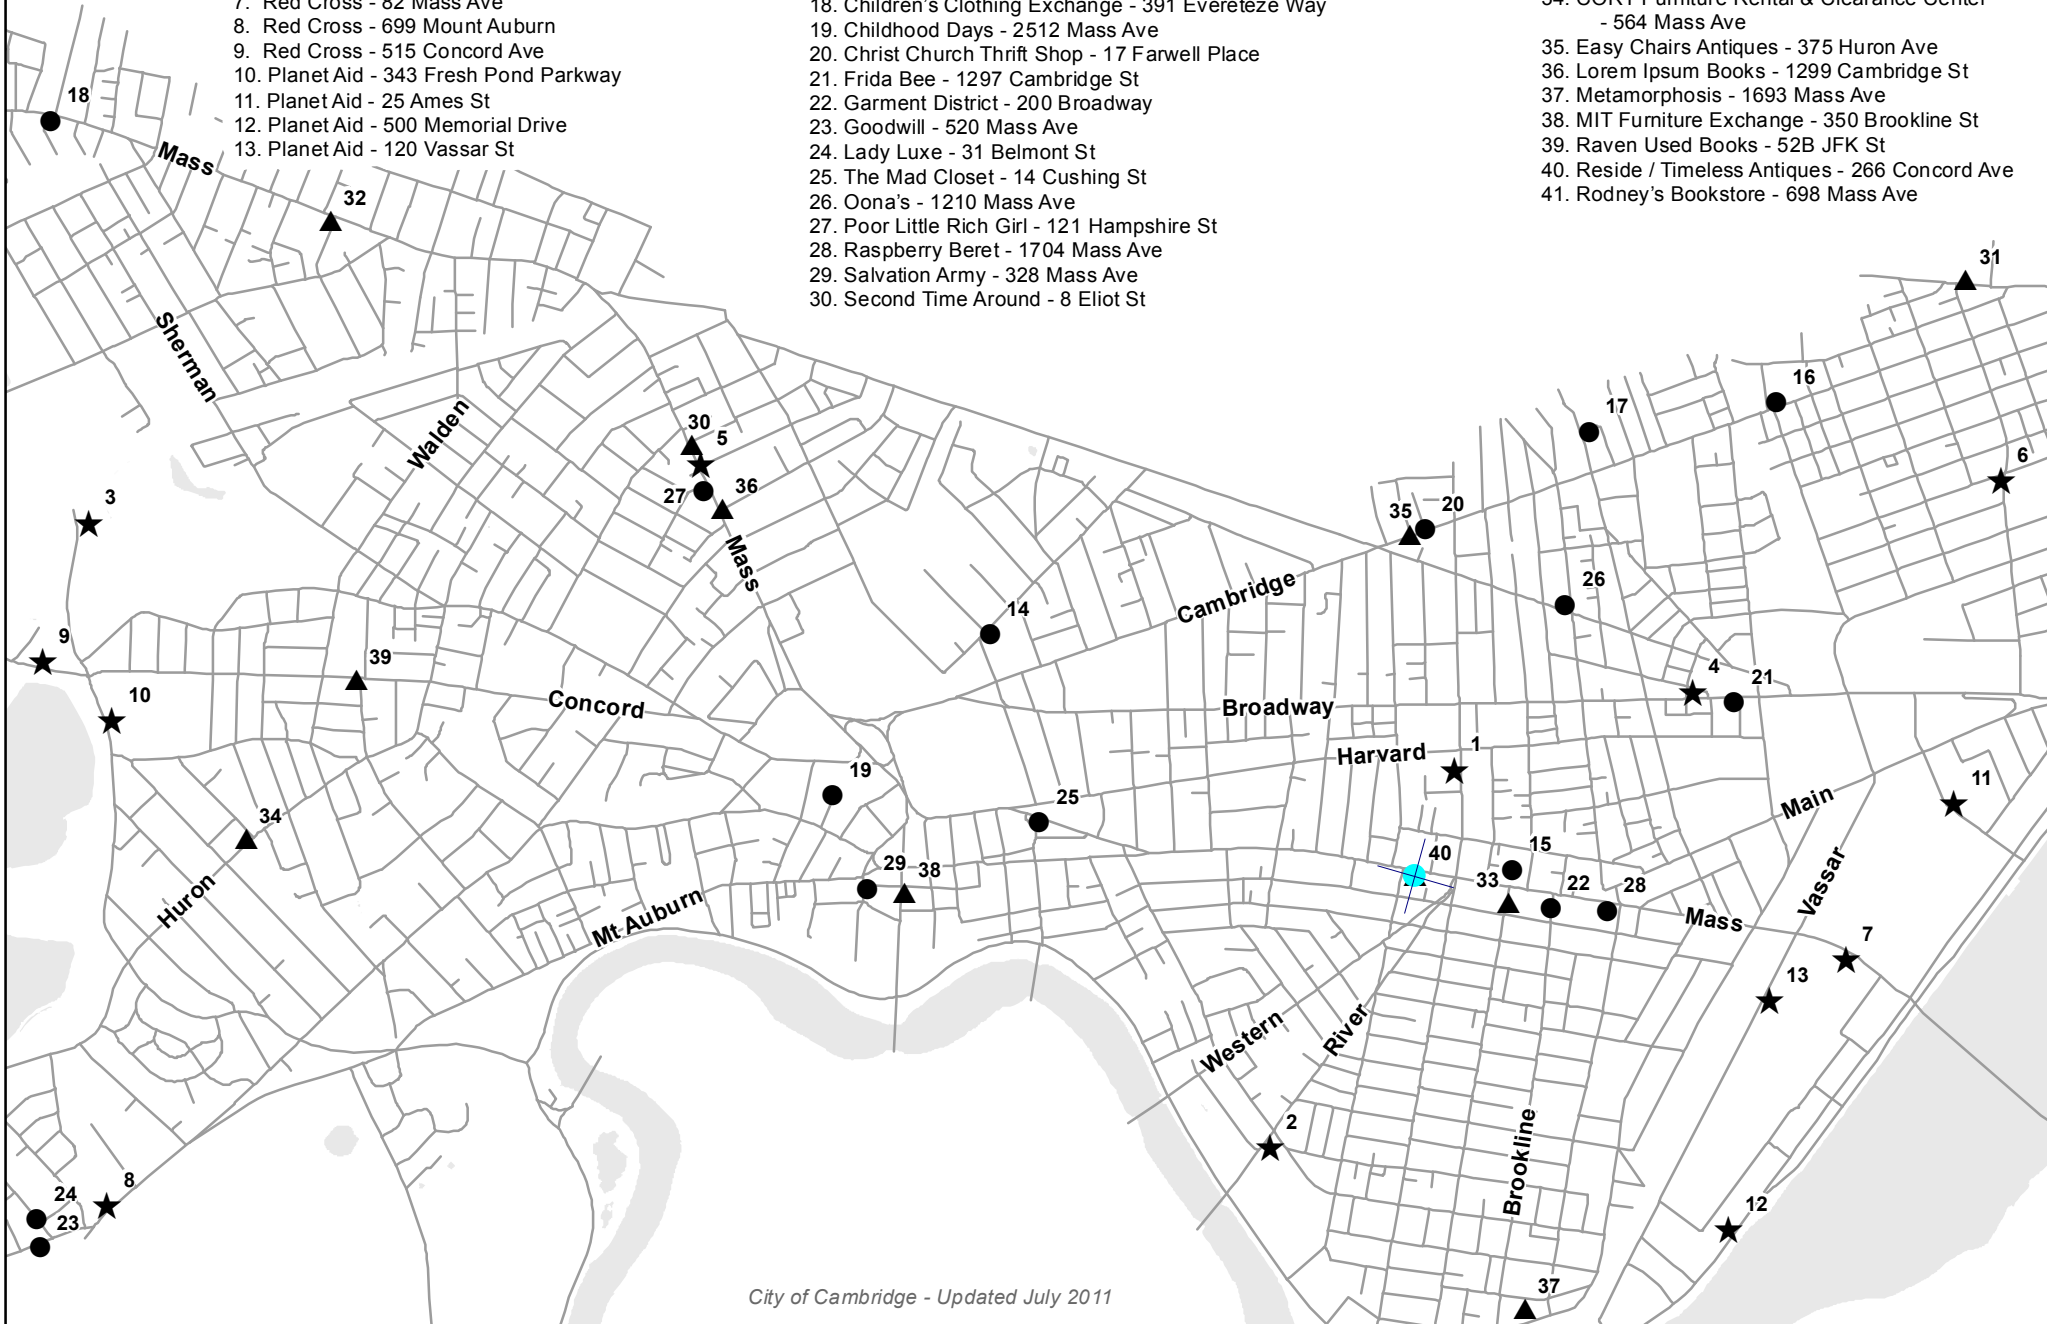 7. Red Cross - 82 Mass Ave
8. Red Cross - 699 Mount Auburn
9. Red Cross - 515 Concord Ave
10. Planet Aid - 343 Fresh Pond Parkway
11. Planet Aid - 25 Ames St
12. Planet Aid - 500 Memorial Drive
13. Planet Aid - 120 Vassar St
18. Children's Clothing Exchange - 391 Evereteze Way
19. Childhood Days - 2512 Mass Ave
20. Christ Church Thrift Shop - 17 Farwell Place
21. Frida Bee - 1297 Cambridge St
22. Garment District - 200 Broadway
23. Goodwill - 520 Mass Ave
24. Lady Luxe - 31 Belmont St
25. The Mad Closet - 14 Cushing St
26. Oona's - 1210 Mass Ave
27. Poor Little Rich Girl - 121 Hampshire St
28. Raspberry Beret - 1704 Mass Ave
29. Salvation Army - 328 Mass Ave
30. Second Time Around - 8 Eliot St
34. CORT Furniture Rental & Clearance Center
- 564 Mass Ave
35. Easy Chairs Antiques - 375 Huron Ave
36. Lorem Ipsum Books - 1299 Cambridge St
37. Metamorphosis - 1693 Mass Ave
38. MIT Furniture Exchange - 350 Brookline St
39. Raven Used Books - 52B JFK St
40. Reside / Timeless Antiques - 266 Concord Ave
41. Rodney's Bookstore - 698 Mass Ave
18
Mass
32
31
Sherman
16
17
Walden
30
5
27
36
6
3
35
20
Mass
26
Cambridge
14
9
39
4
21
10
Concord
Broadway
Harvard
1
19
11
25
Main
34
15
40
29
38
33
22
28
Huron
Mt Auburn
Mass
Vassar
7
13
Western
River
2
Brookline
8
24
23
12
37
City of Cambridge - Updated July 2011